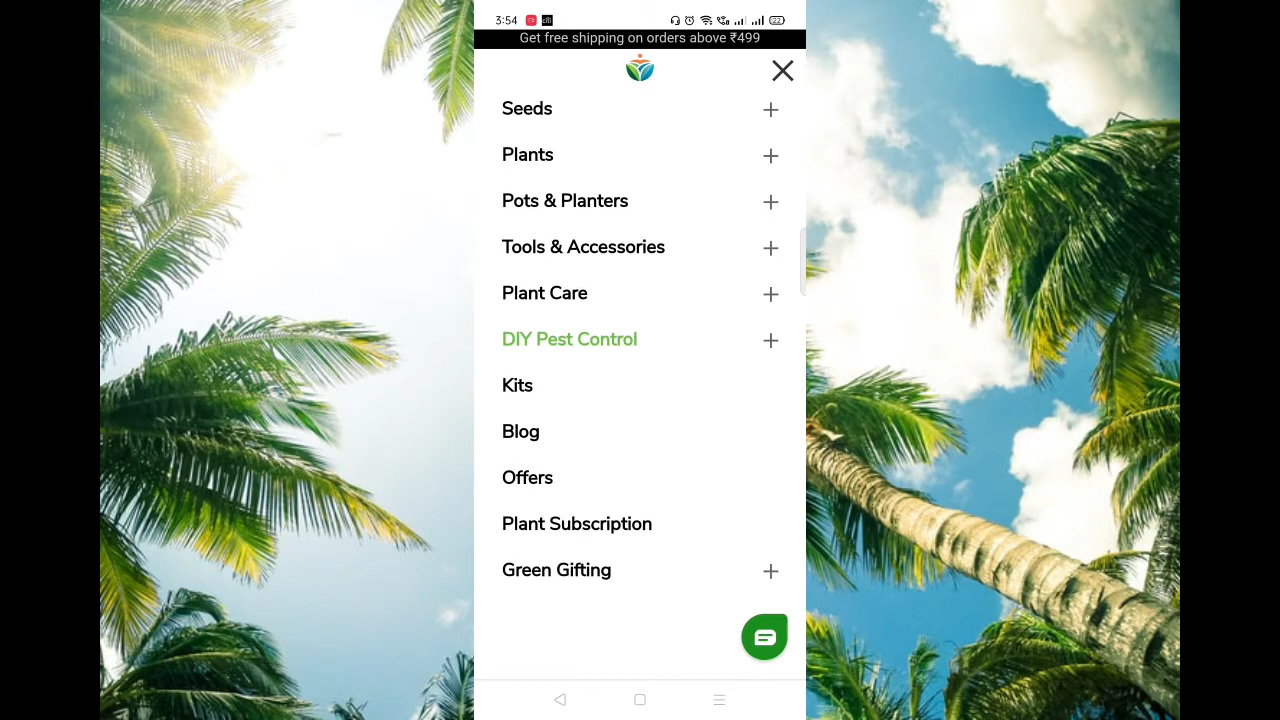 3:54
22
Get free shipping on orders above ₹499
Seeds
Plants
Pots & Planters
Tools & Accessories
Plant Care
DIY Pest Control
Kits
Blog
Offers
Plant Subscription
Green Gifting